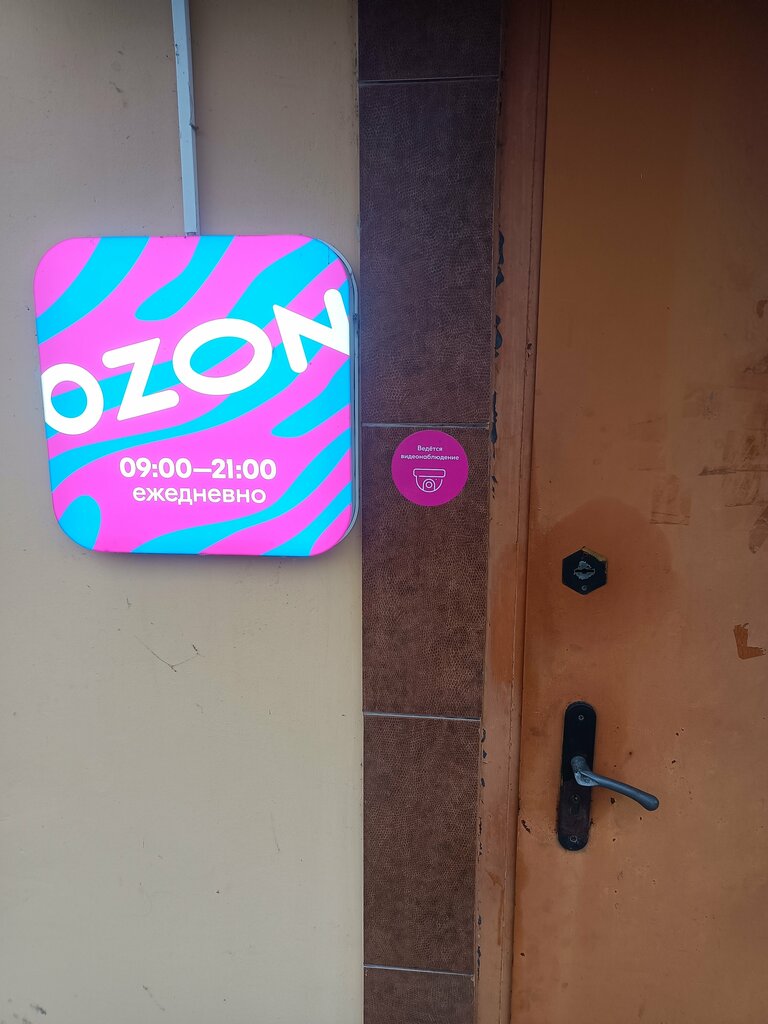 OZON
09:00–21:00
ежедневно
Ведётся
видеонаблюдение